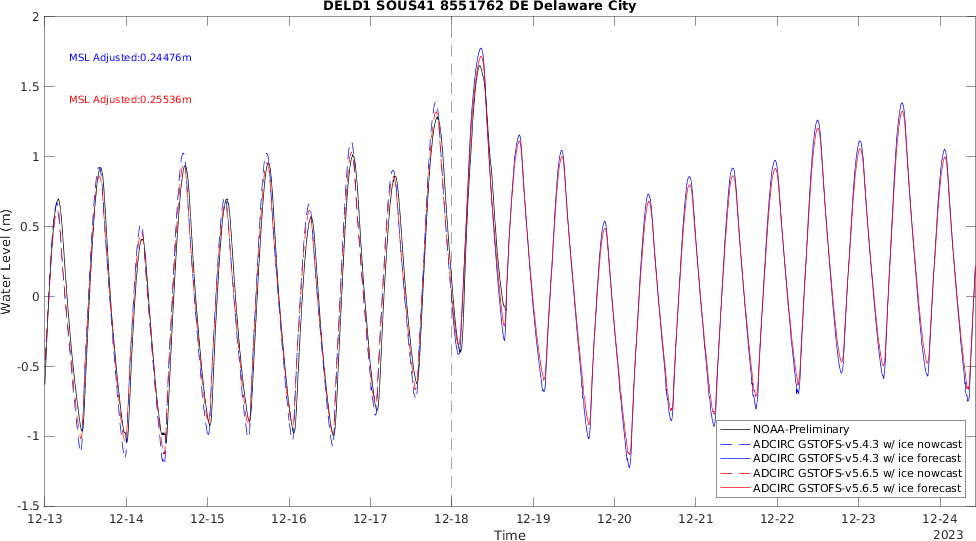 DELD1 SOUS41 8551762 DE Delaware City
MSL Adjusted:0.24476m
MSL Adjusted:0.25536m
Water Level (m)
2
1.5
1
0.5
0
-0.5
-1
-1.5
NOAA-Preliminary
ADCIRC GSTOFS-v5.4.3 w/ ice nowcast
ADCIRC GSTOFS-v5.4.3 w/ ice forecast
ADCIRC GSTOFS-v5.6.5 w/ ice nowcast
ADCIRC GSTOFS-v5.6.5 w/ ice forecast
12-13 12-14 12-15 12-16 12-17 12-18 12-19 12-20 12-21 12-22 12-23 12-24
Time
2023